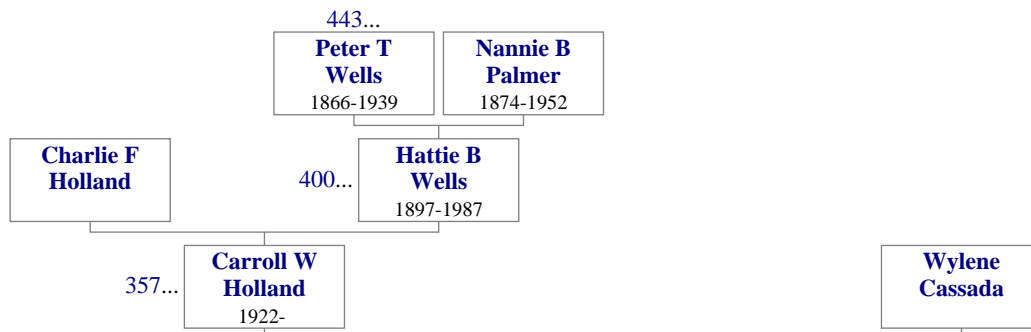 443...
Peter T
Wells
1866-1939
Nannie B
Palmer
1874-1952
Charlie F
Holland
400...
Hattie B
Wells
1897-1987
357...
Carroll W
Holland
1922-
Wylene
Cassada